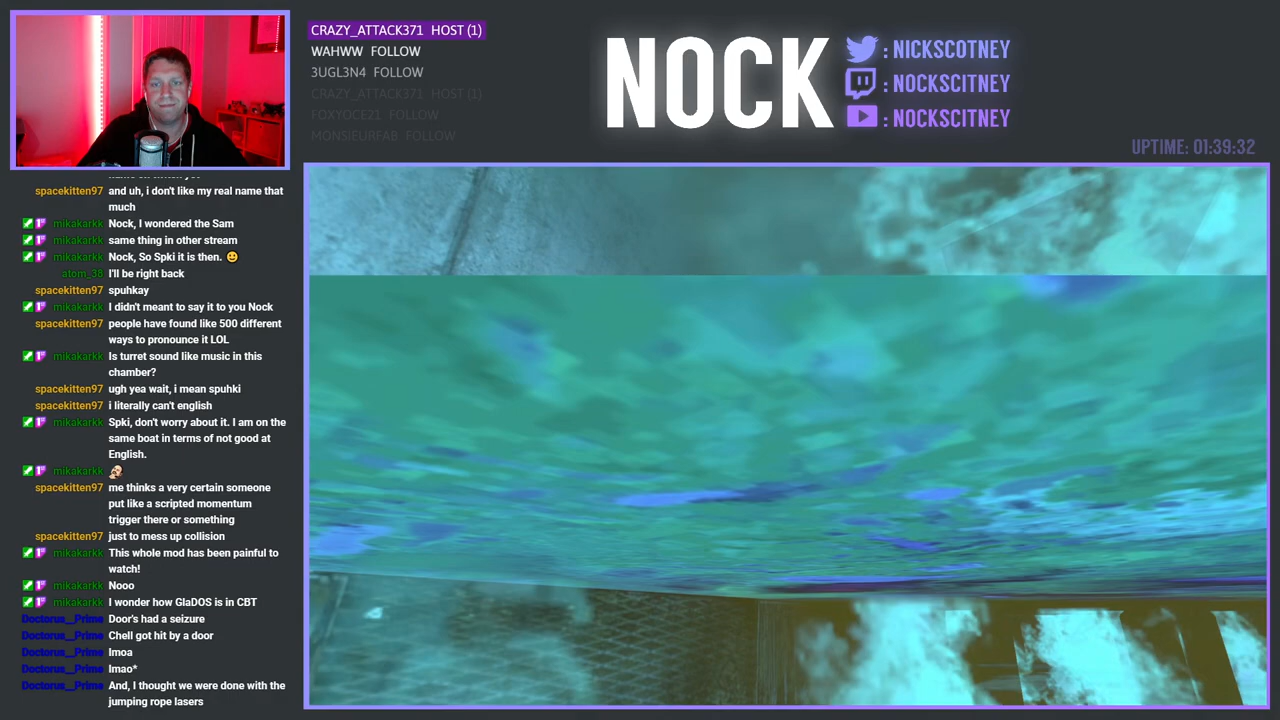 CRAZY_ATTACK371 HOST (1)
WAHWW FOLLOW
3UGL3N4 FOLLOW
CRAZY_ATTACK371 HOST (1)
FOXYOCE21 FOLLOW
MONSIEURFAB FOLLOW
NOCK
: NICKSCOTNEY
: NOCKSCITNEY
: NOCKSCITNEY
UPTIME: 01:39:32
spacekitten97 and uh, i don't like my real name that
much
mikakarkk Nock, I wondered the Sam
mikakarkk same thing in other stream
mikakarkk Nock, So Spki it is then. 🙂
atom_38 I'll be right back
spacekitten97 spuhkay
mikakarkk I didn't meant to say it to you Nock
spacekitten97 people have found like 500 different
ways to pronounce it LOL
mikakarkk Is turret sound like music in this
chamber?
spacekitten97 ugh yea wait, i mean spuhki
spacekitten97 i literally can't english
mikakarkk Spki, don't worry about it. I am on the
same boat in terms of not good at
English.
mikakarkk
spacekitten97 me thinks a very certain someone
put like a scripted momentum
trigger there or something
spacekitten97 just to mess up collision
mikakarkk This whole mod has been painful to
watch!
mikakarkk Nooo
mikakarkk I wonder how GlaDOS is in CBT
Doctorus__Prime Door's had a seizure
Doctorus__Prime Chell got hit by a door
Doctorus__Prime lmoa
Doctorus__Prime lmao*
Doctorus__Prime And, I thought we were done with the
jumping rope lasers